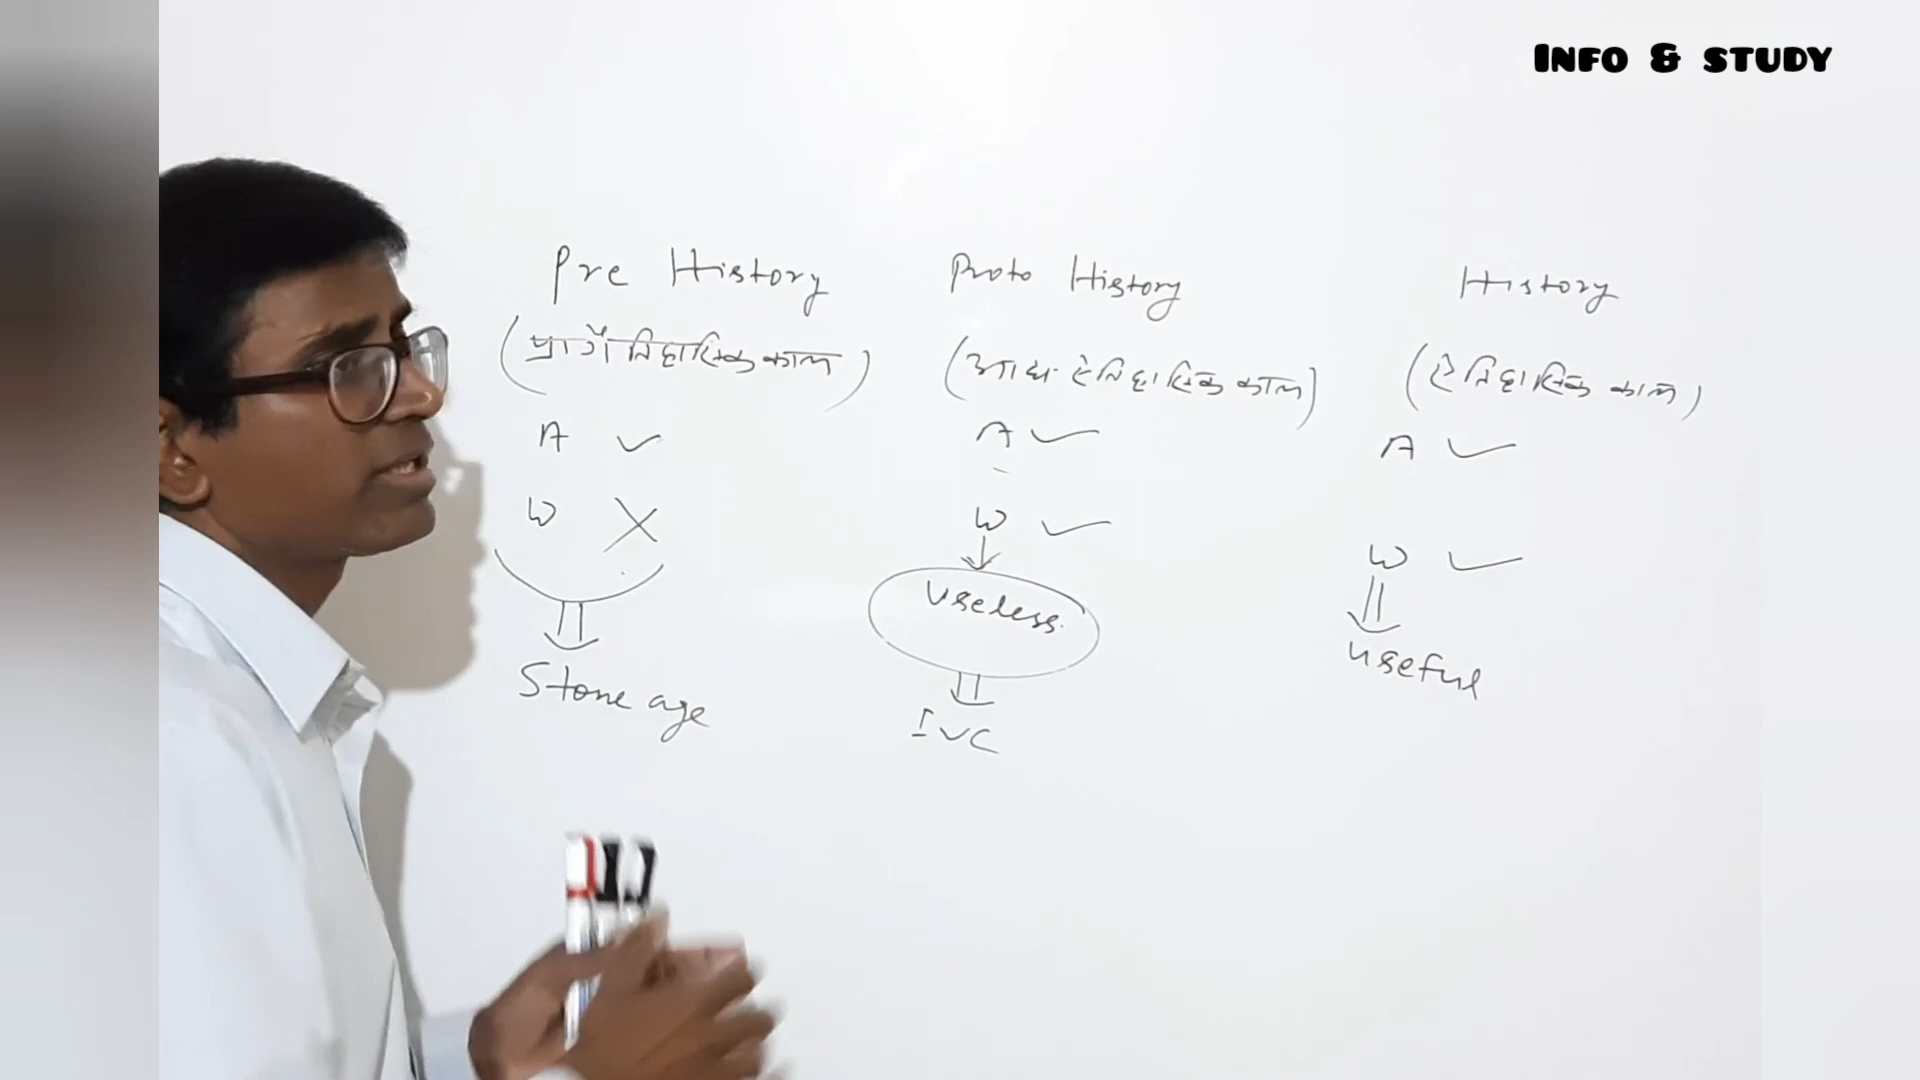 INFO & STUDY
Pre History
(प्रागैतिहासिक काल)
A ✓
W X
Stone age
Proto History
(आद्य ऐतिहासिक काल)
A ✓
W ✓
Useless.
IVC
History
(ऐतिहासिक काल)
A ✓
W ✓
useful